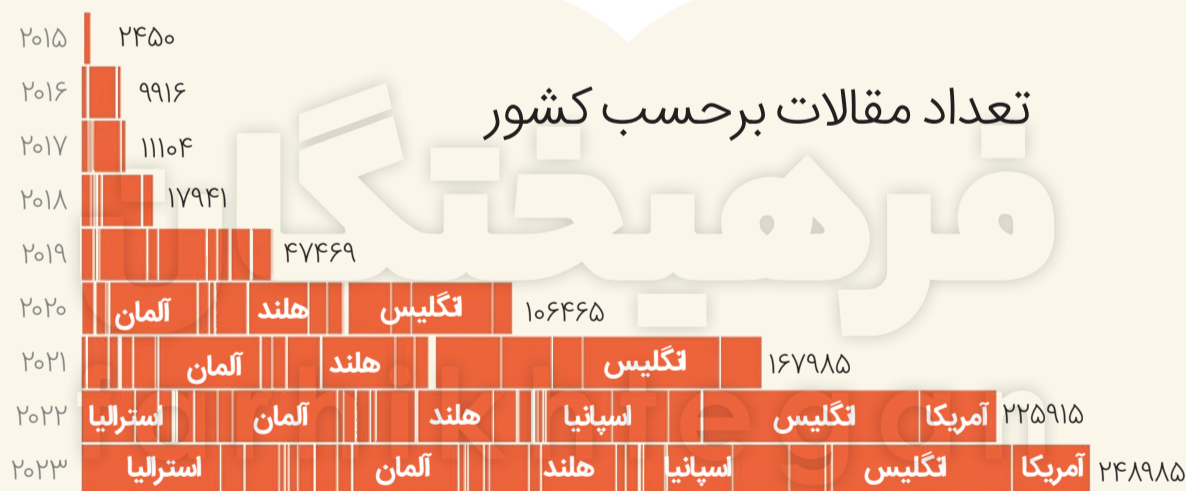 تعداد مقالات برحسب کشور
فرهیختگان
farhikhtegan
۲۰۱۵ ۲۴۵۰
۲۰۱۶ ۹۹۱۶
۲۰۱۷ ۱۱۱۰۴
۲۰۱۸ ۱۷۹۴۱
۲۰۱۹ ۴۷۴۶۹
۲۰۲۰ آلمان هلند انگلیس ۱۰۶۴۶۵
۲۰۲۱ آلمان هلند انگلیس ۱۶۷۹۸۵
۲۰۲۲ استرالیا آلمان هلند اسپانیا انگلیس آمریکا ۲۲۵۹۱۵
۲۰۲۳ استرالیا آلمان هلند اسپانیا انگلیس آمریکا ۲۴۸۹۸۵